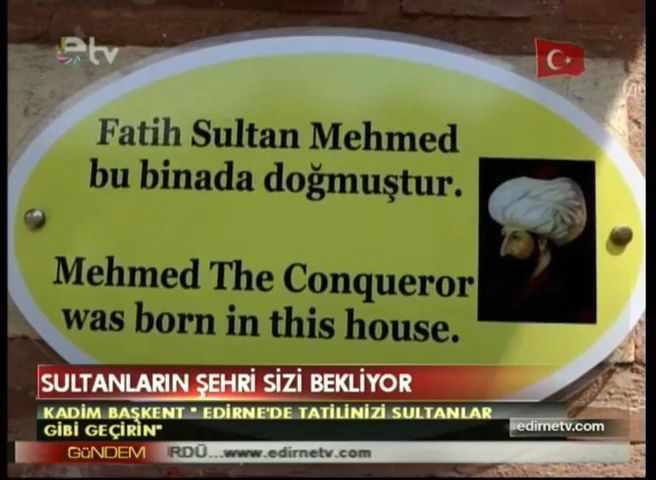 etv
Fatih Sultan Mehmed
bu binada doğmuştur.
Mehmed The Conqueror
was born in this house.
SULTANLARIN ŞEHRİ SİZİ BEKLİYOR
KADİM BAŞKENT " EDİRNE'DE TATİLİNİZİ SULTANLAR
GİBİ GEÇİRİN"
edirnetv.com
GÜNDEM RDÜ...www.edirnetv.com